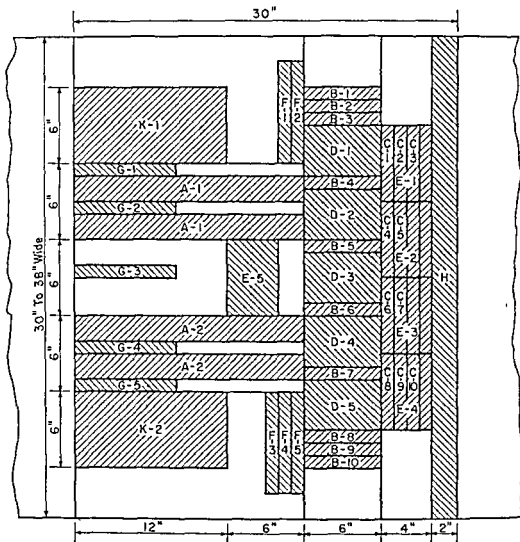 30"
30" To 38" Wide
6"
6"
6"
6"
6"
K-1
F
1
F
2
B-1
B-2
B-3
D-1
C
1
C
2
C
3
G-1
A-1
B-4
E-1
G-2
A-1
D-2
C
4
C
5
B-5
E-2
G-3
E-5
D-3
H
B-6
C
6
C
7
A-2
D-4
E-3
G-4
A-2
B-7
C
8
C
9
C
10
G-5
D-5
E-4
K-2
F
3
F
4
F
5
B-8
B-9
B-10
12"
6"
6"
4"
2"